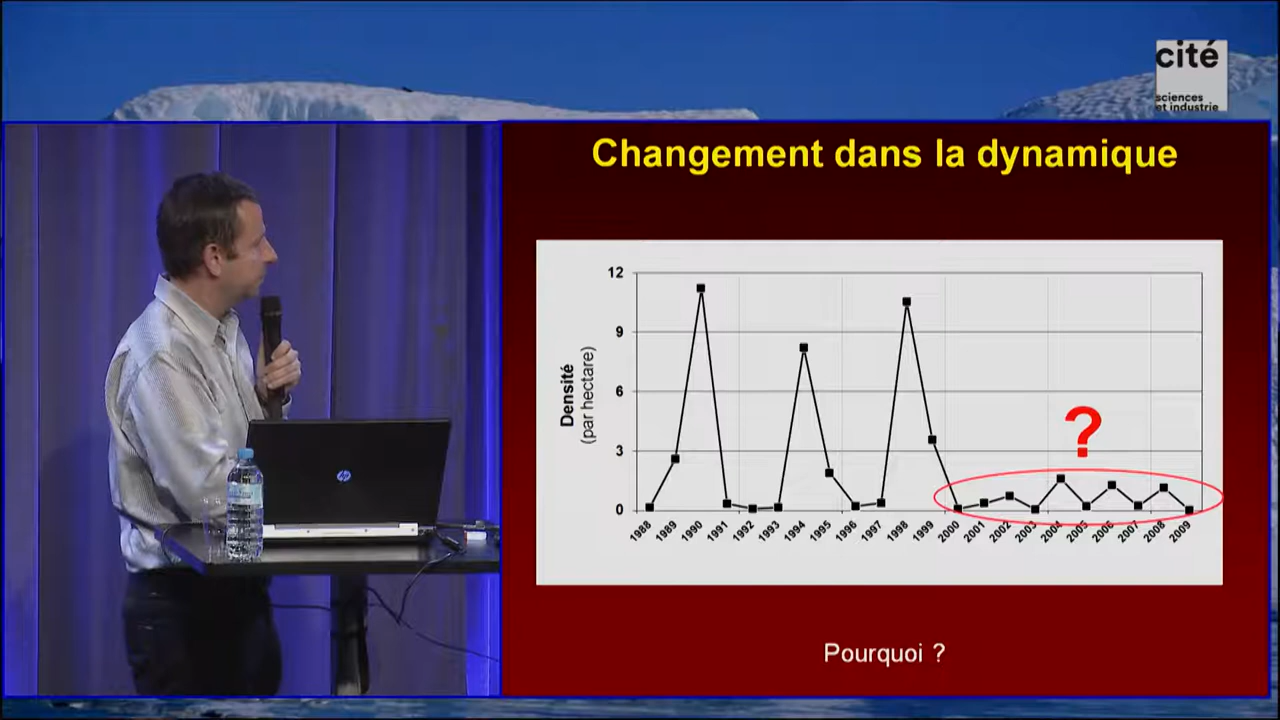 cité
sciences
et industrie
Changement dans la dynamique
12
9
6
3
0
Densité
(par hectare)
?
1988 1989 1990 1991 1992 1993 1994 1995 1996 1997 1998 1999 2000 2001 2002 2003 2004 2005 2006 2007 2008 2009
Pourquoi ?
hp